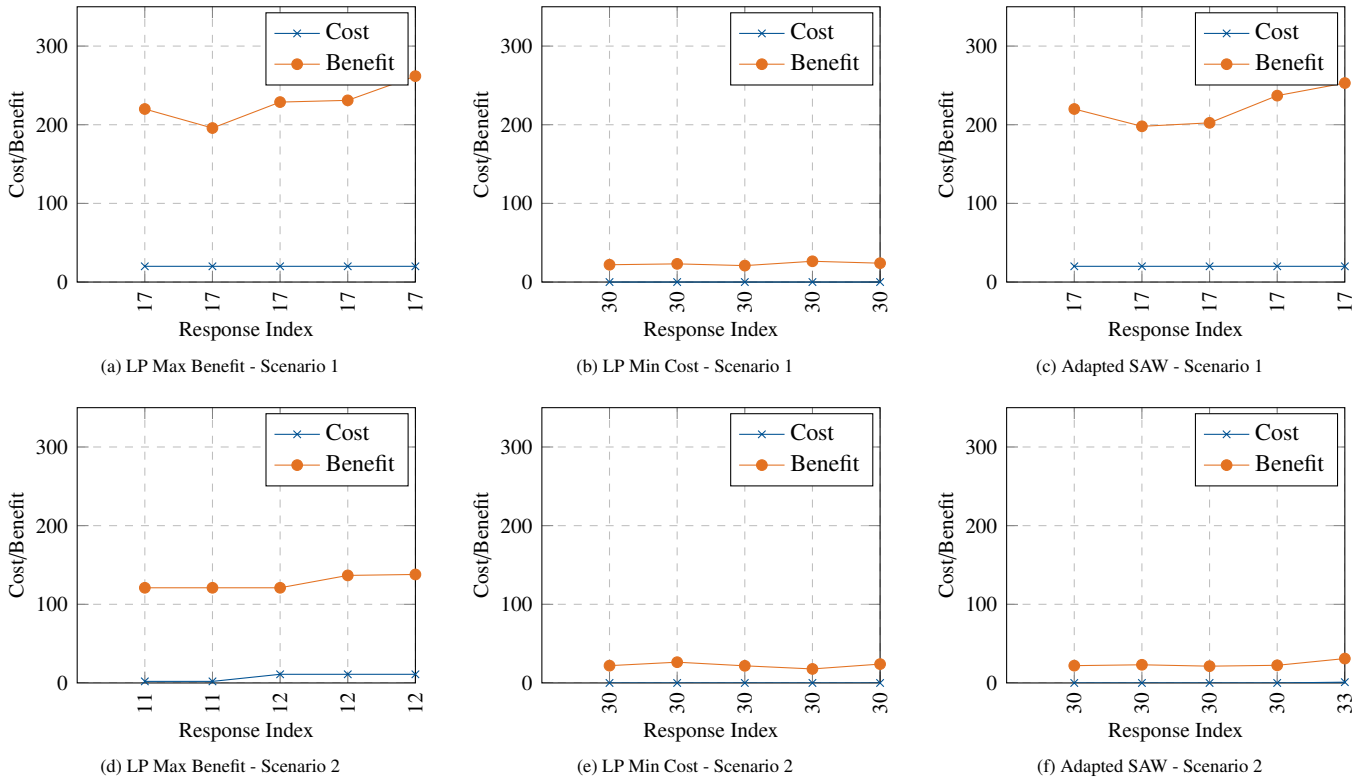 300
200
100
0
Cost/Benefit
Cost
Benefit
17 17 17 17 17
Response Index
(a) LP Max Benefit - Scenario 1
300
200
100
0
Cost/Benefit
Cost
Benefit
30 30 30 30 30
Response Index
(b) LP Min Cost - Scenario 1
300
200
100
0
Cost/Benefit
Cost
Benefit
17 17 17 17 17
Response Index
(c) Adapted SAW - Scenario 1
300
200
100
0
Cost/Benefit
Cost
Benefit
11 11 12 12 12
Response Index
(d) LP Max Benefit - Scenario 2
300
200
100
0
Cost/Benefit
Cost
Benefit
30 30 30 30 30
Response Index
(e) LP Min Cost - Scenario 2
300
200
100
0
Cost/Benefit
Cost
Benefit
30 30 30 30 33
Response Index
(f) Adapted SAW - Scenario 2